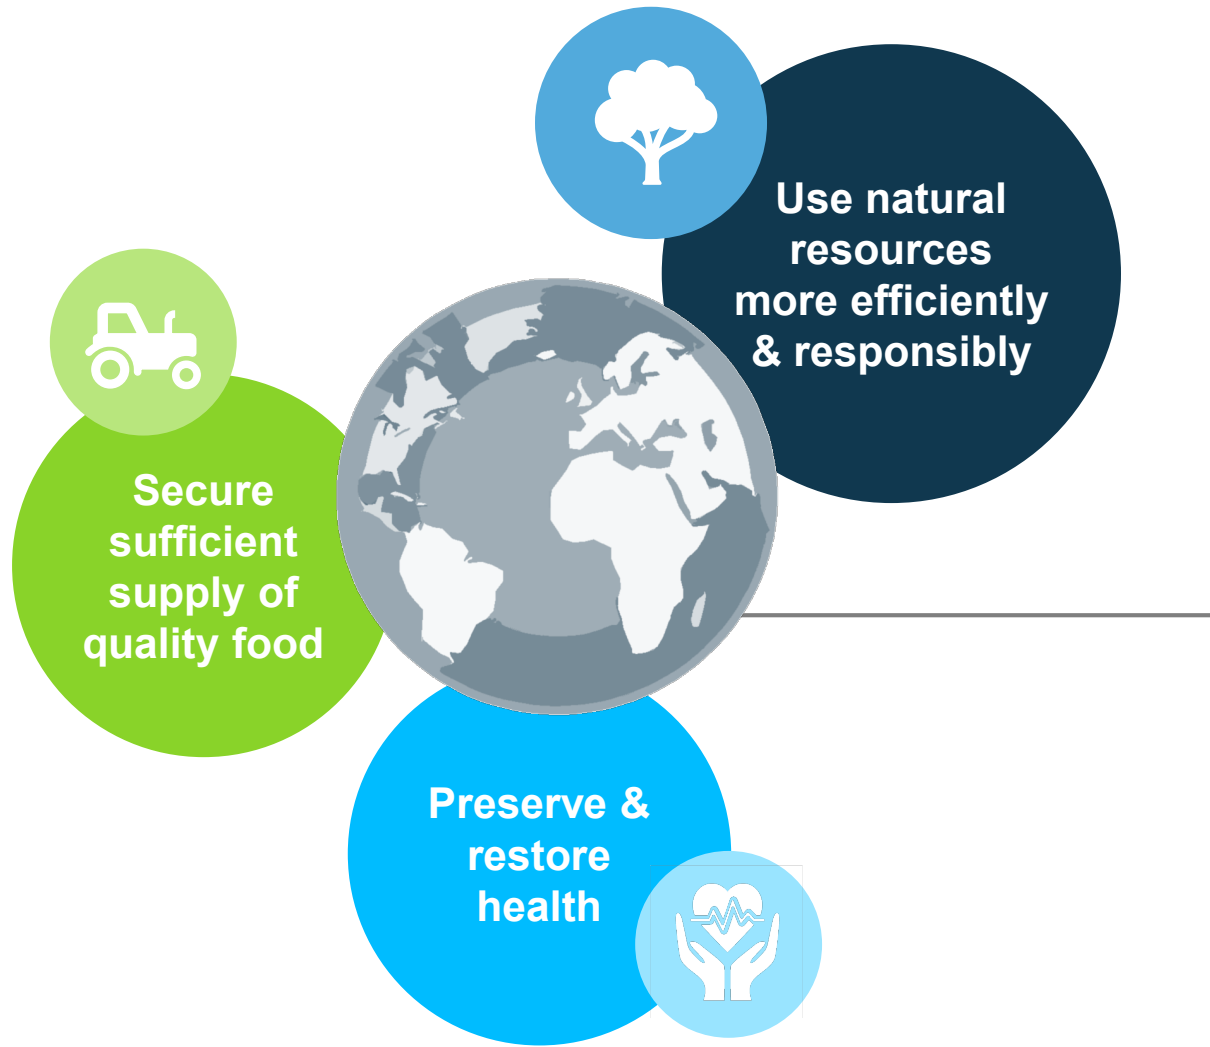 Use natural
resources
more efficiently
& responsibly
Secure
sufficient
supply of
quality food
Preserve &
restore
health